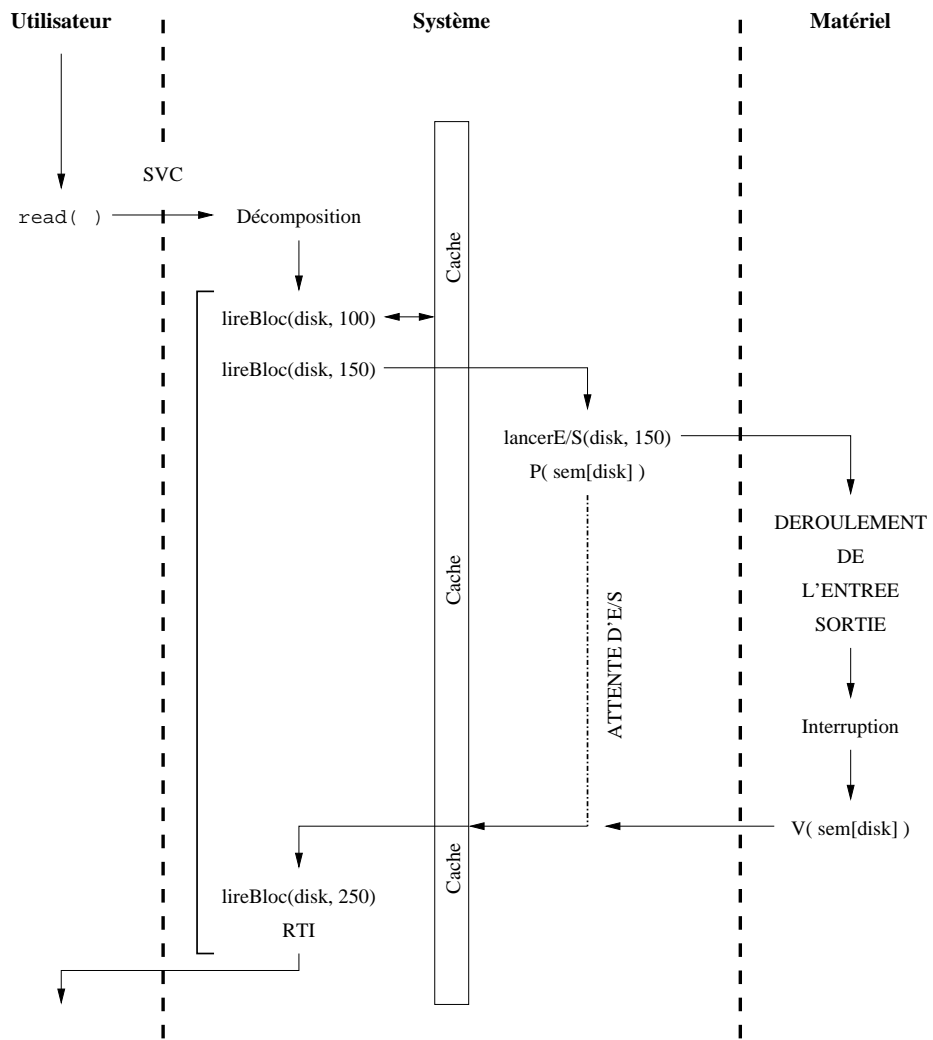 Utilisateur
Système
Matériel
SVC
read( )
Décomposition
Cache
lireBloc(disk, 100)
lireBloc(disk, 150)
lancerE/S(disk, 150)
P( sem[disk] )
DEROULEMENT
DE
L'ENTREE
SORTIE
Cache
ATTENTE D'E/S
Interruption
V( sem[disk] )
Cache
lireBloc(disk, 250)
RTI